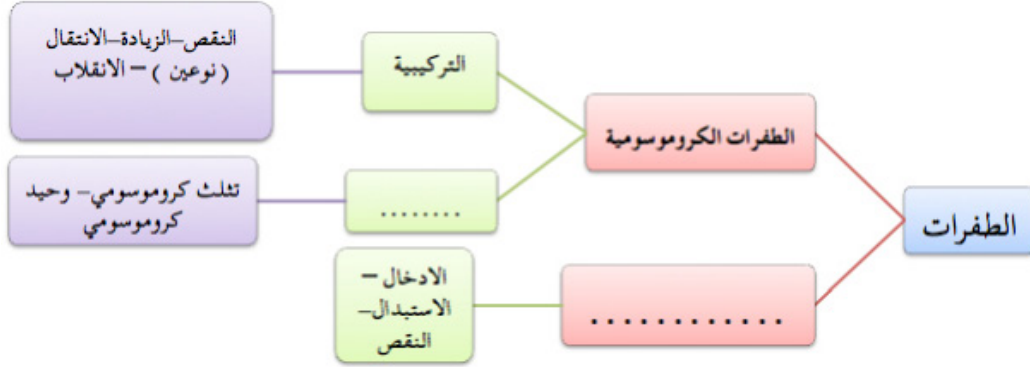 الطفرات
الطفرات الكروموسومية
التركيبية
النقص–الزيادة–الانتقال
(نوعين) – الانقلاب
........
تثلث كروموسومي– وحيد
كروموسومي
............
الادخال –
الاستبدال–
النقص